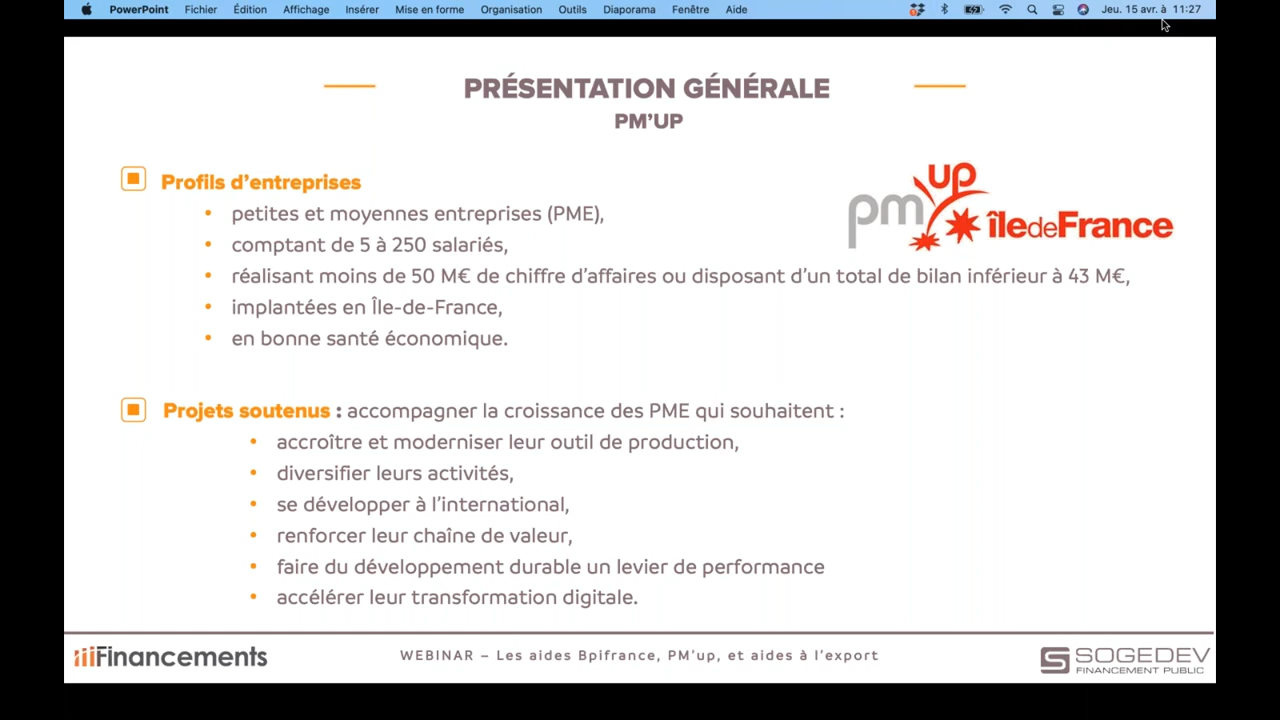 PowerPoint Fichier Édition Affichage Insérer Mise en forme Organisation Outils Diaporama Fenêtre Aide Jeu. 15 avr. à 11:27
PRÉSENTATION GÉNÉRALE
PM’UP
Profils d’entreprises
pm up île de France
• petites et moyennes entreprises (PME),
• comptant de 5 à 250 salariés,
• réalisant moins de 50 M€ de chiffre d’affaires ou disposant d’un total de bilan inférieur à 43 M€,
• implantées en Île-de-France,
• en bonne santé économique.
Projets soutenus : accompagner la croissance des PME qui souhaitent :
• accroître et moderniser leur outil de production,
• diversifier leurs activités,
• se développer à l’international,
• renforcer leur chaîne de valeur,
• faire du développement durable un levier de performance
• accélérer leur transformation digitale.
Financements
WEBINAR – Les aides Bpifrance, PM’up, et aides à l’export
SOGEDEV
FINANCEMENT PUBLIC